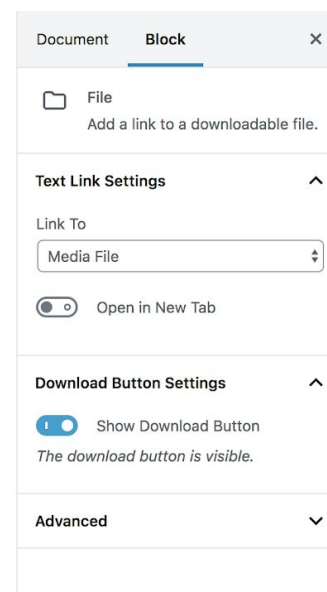 Document Block
File
Add a link to a downloadable file.
Text Link Settings
Link To
Media File
Open in New Tab
Download Button Settings
Show Download Button
The download button is visible.
Advanced